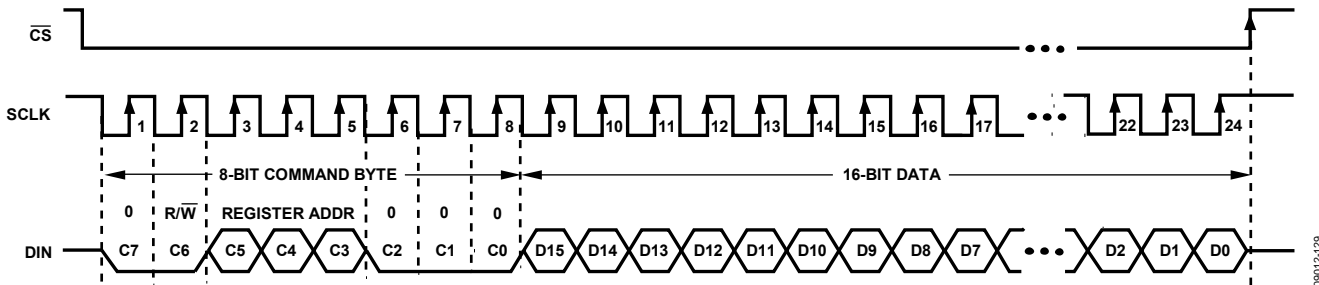 CS
SCLK
1 2 3 4 5 6 7 8 9 10 11 12 13 14 15 16 17 22 23 24
8-BIT COMMAND BYTE 16-BIT DATA
0 R/W REGISTER ADDR 0 0 0
DIN C7 C6 C5 C4 C3 C2 C1 C0 D15 D14 D13 D12 D11 D10 D9 D8 D7 D2 D1 D0
09012-129